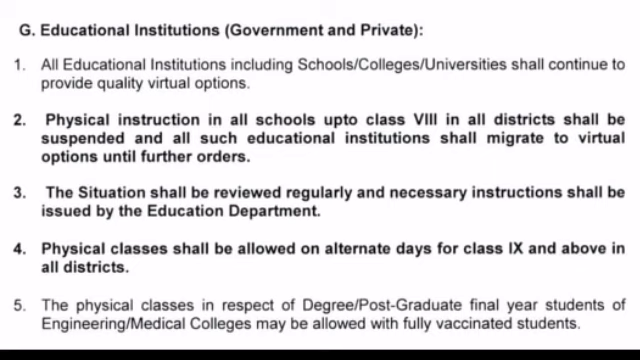 G. Educational Institutions (Government and Private):
1. All Educational Institutions including Schools/Colleges/Universities shall continue to
provide quality virtual options.
2. Physical instruction in all schools upto class VIII in all districts shall be
suspended and all such educational institutions shall migrate to virtual
options until further orders.
3. The Situation shall be reviewed regularly and necessary instructions shall be
issued by the Education Department.
4. Physical classes shall be allowed on alternate days for class IX and above in
all districts.
5. The physical classes in respect of Degree/Post-Graduate final year students of
Engineering/Medical Colleges may be allowed with fully vaccinated students.